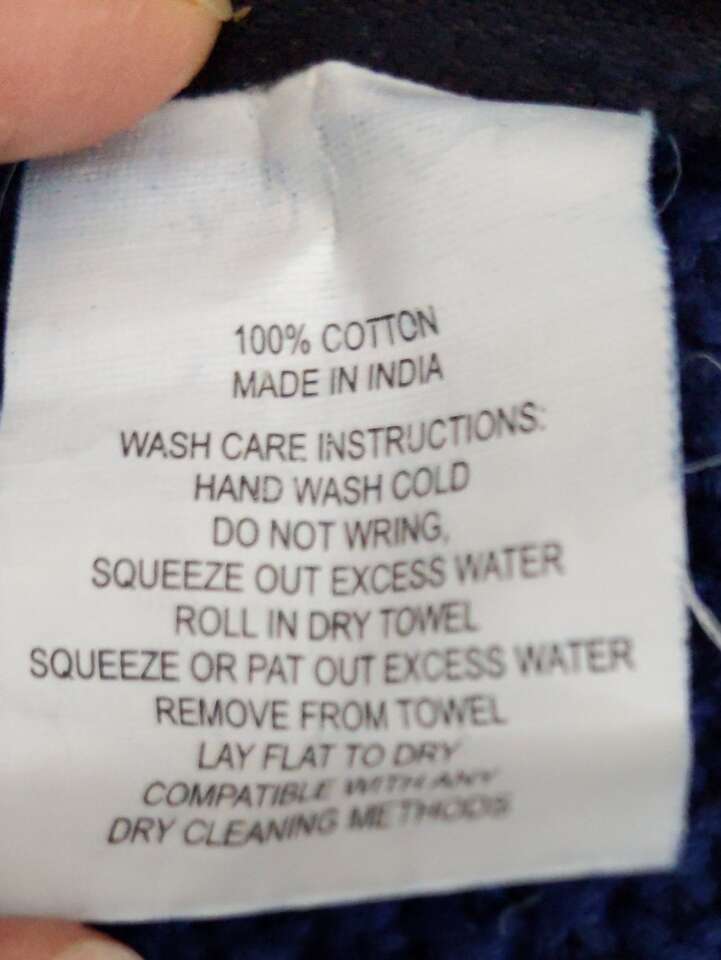 100% COTTON
MADE IN INDIA
WASH CARE INSTRUCTIONS:
HAND WASH COLD
DO NOT WRING,
SQUEEZE OUT EXCESS WATER
ROLL IN DRY TOWEL
SQUEEZE OR PAT OUT EXCESS WATER
REMOVE FROM TOWEL
LAY FLAT TO DRY
COMPATIBLE WITH ANY
DRY CLEANING METHODS